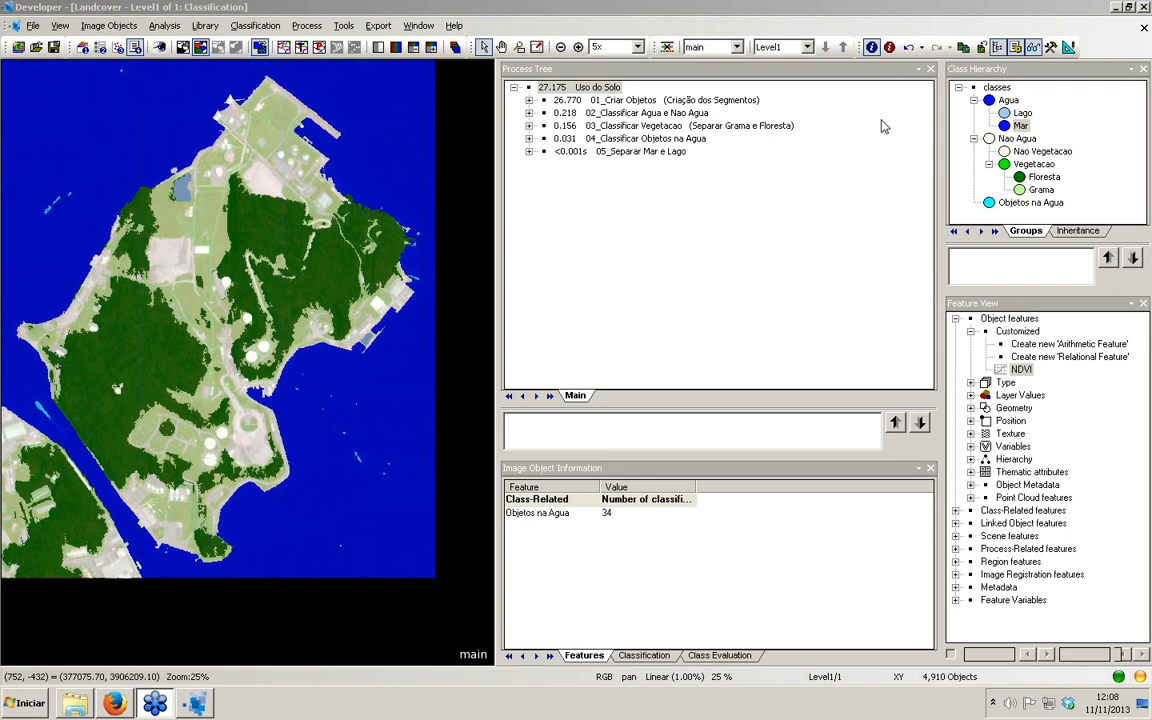 Developer - [Landcover - Level1 of 1: Classification]
File View Image Objects Analysis Library Classification Process Tools Export Window Help
5x main Level1
Process Tree
27.175 Uso do Solo
26.770 01_Criar Objetos (Criação dos Segmentos)
0.218 02_Classificar Agua e Nao Agua
0.156 03_Classificar Vegetacao (Separar Grama e Floresta)
0.031 04_Classificar Objetos na Agua
<0.001s 05_Separar Mar e Lago
Main
Image Object Information
Feature Value
Class-Related Number of classifi...
Objetos na Agua 34
Features Classification Class Evaluation
Class Hierarchy
classes
Agua
Lago
Mar
Nao Agua
Nao Vegetacao
Vegetacao
Floresta
Grama
Objetos na Agua
Groups Inheritance
Feature View
Object features
Customized
Create new 'Arithmetic Feature'
Create new 'Relational Feature'
NDVI
Type
Layer Values
Geometry
Position
Texture
Variables
Hierarchy
Thematic attributes
Object Metadata
Point Cloud features
Class-Related features
Linked Object features
Scene features
Process-Related features
Region features
Image Registration features
Metadata
Feature Variables
main
(752, -432) = (377075.70, 3906209.10) Zoom:25%
RGB pan Linear (1.00%) 25 % Level1/1 XY 4,910 Objects
Iniciar
12:08
11/11/2013